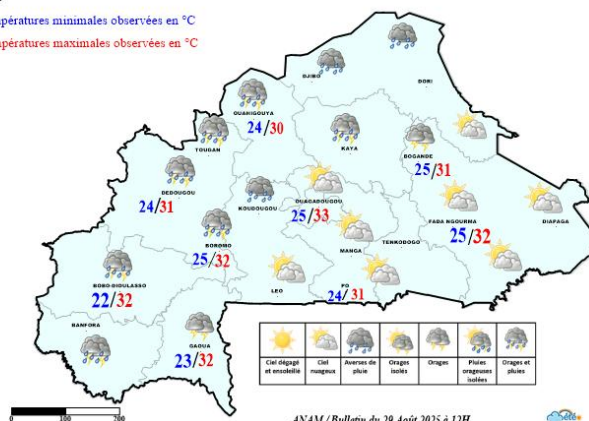 mpératures minimales observées en °C
mpératures maximales observées en °C
DJIBO
DORI
OUAHIGOUYA
24/30
TOUGAN
KAYA
BOGANDE
25/31
DEDOUGOU
24/31
KOUDOUGOU
OUAGADOUGOU
25/33
FADA NGOURMA
25/32
DIAPAGA
BOROMO
25/32
MANGA
TENKODOGO
BOBO-DIOULASSO
22/32
LEO
PO
24/31
BANFORA
GAOUA
23/32
Ciel dégagé et ensoleillé
Ciel nuageux
Averses de pluie
Orages isolés
Orages
Pluies orageuses isolées
Orages et pluies
0 100 200
ANAM / Bulletin du 29 Août 2025 à 12H
été